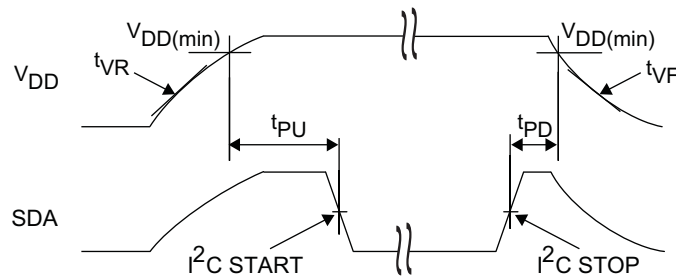 VDD(min) VDD(min)
tVR tVF
VDD
tPU tPD
SDA
I2C START I2C STOP